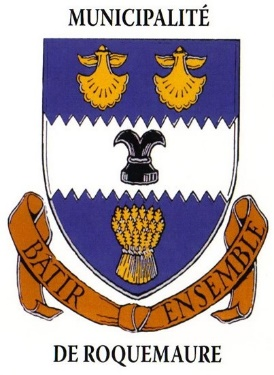 MUNICIPALITÉ
BÂTIR ENSEMBLE
DE ROQUEMAURE